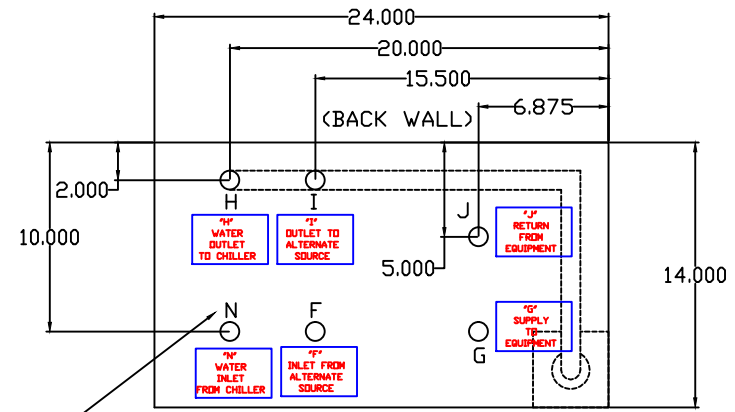 24.000
20.000
15.500
6.875
(BACK WALL)
2.000
H
I
J
"H"
WATER
OUTLET
TO CHILLER
"I"
OUTLET TO
ALTERNATE
SOURCE
"J"
RETURN
FROM
EQUIPMENT
10.000
5.000
14.000
N
F
G
"G"
SUPPLY
TO
EQUIPMENT
"N"
WATER
INLET
FROM CHILLER
"F"
INLET FROM
ALTERNATE
SOURCE